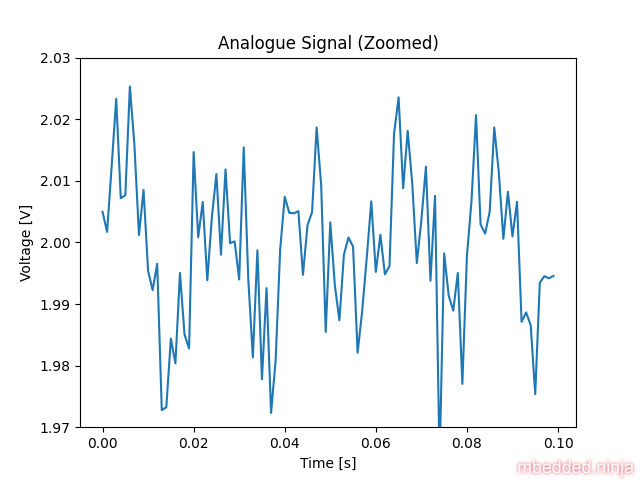 Analogue Signal (Zoomed)
Voltage [V]
2.03
2.02
2.01
2.00
1.99
1.98
1.97
0.00 0.02 0.04 0.06 0.08 0.10
Time [s]
mbedded.ninja